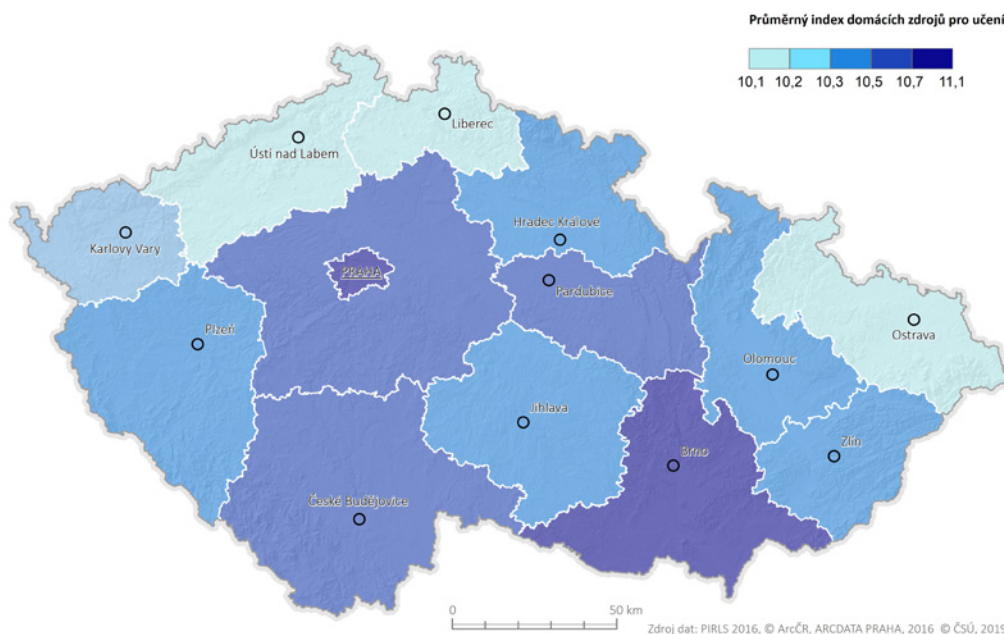 Průměrný index domácích zdrojů pro učení
10,1 10,2 10,3 10,5 10,7 11,1
Liberec
Ústí nad Labem
Hradec Králové
Karlovy Vary
PRAHA
Pardubice
Ostrava
Plzeň
Olomouc
Jihlava
Zlín
Brno
České Budějovice
0 50 km
Zdroj dat: PIRLS 2016, © ArcČR, ARCDATA PRAHA, 2016 © ČSÚ, 2019